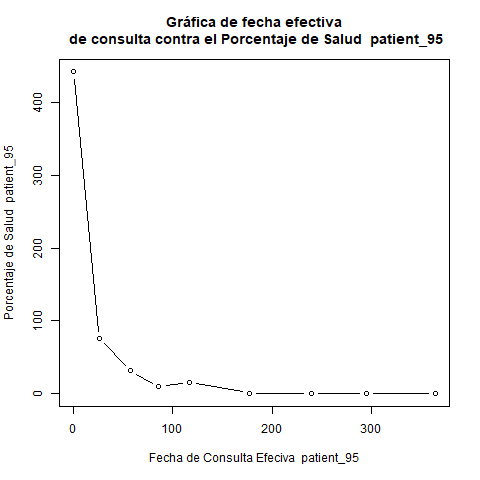 Gráfica de fecha efectiva
de consulta contra el Porcentaje de Salud patient_95
Porcentaje de Salud patient_95
400
300
200
100
0
0
100
200
300
Fecha de Consulta Efeciva patient_95